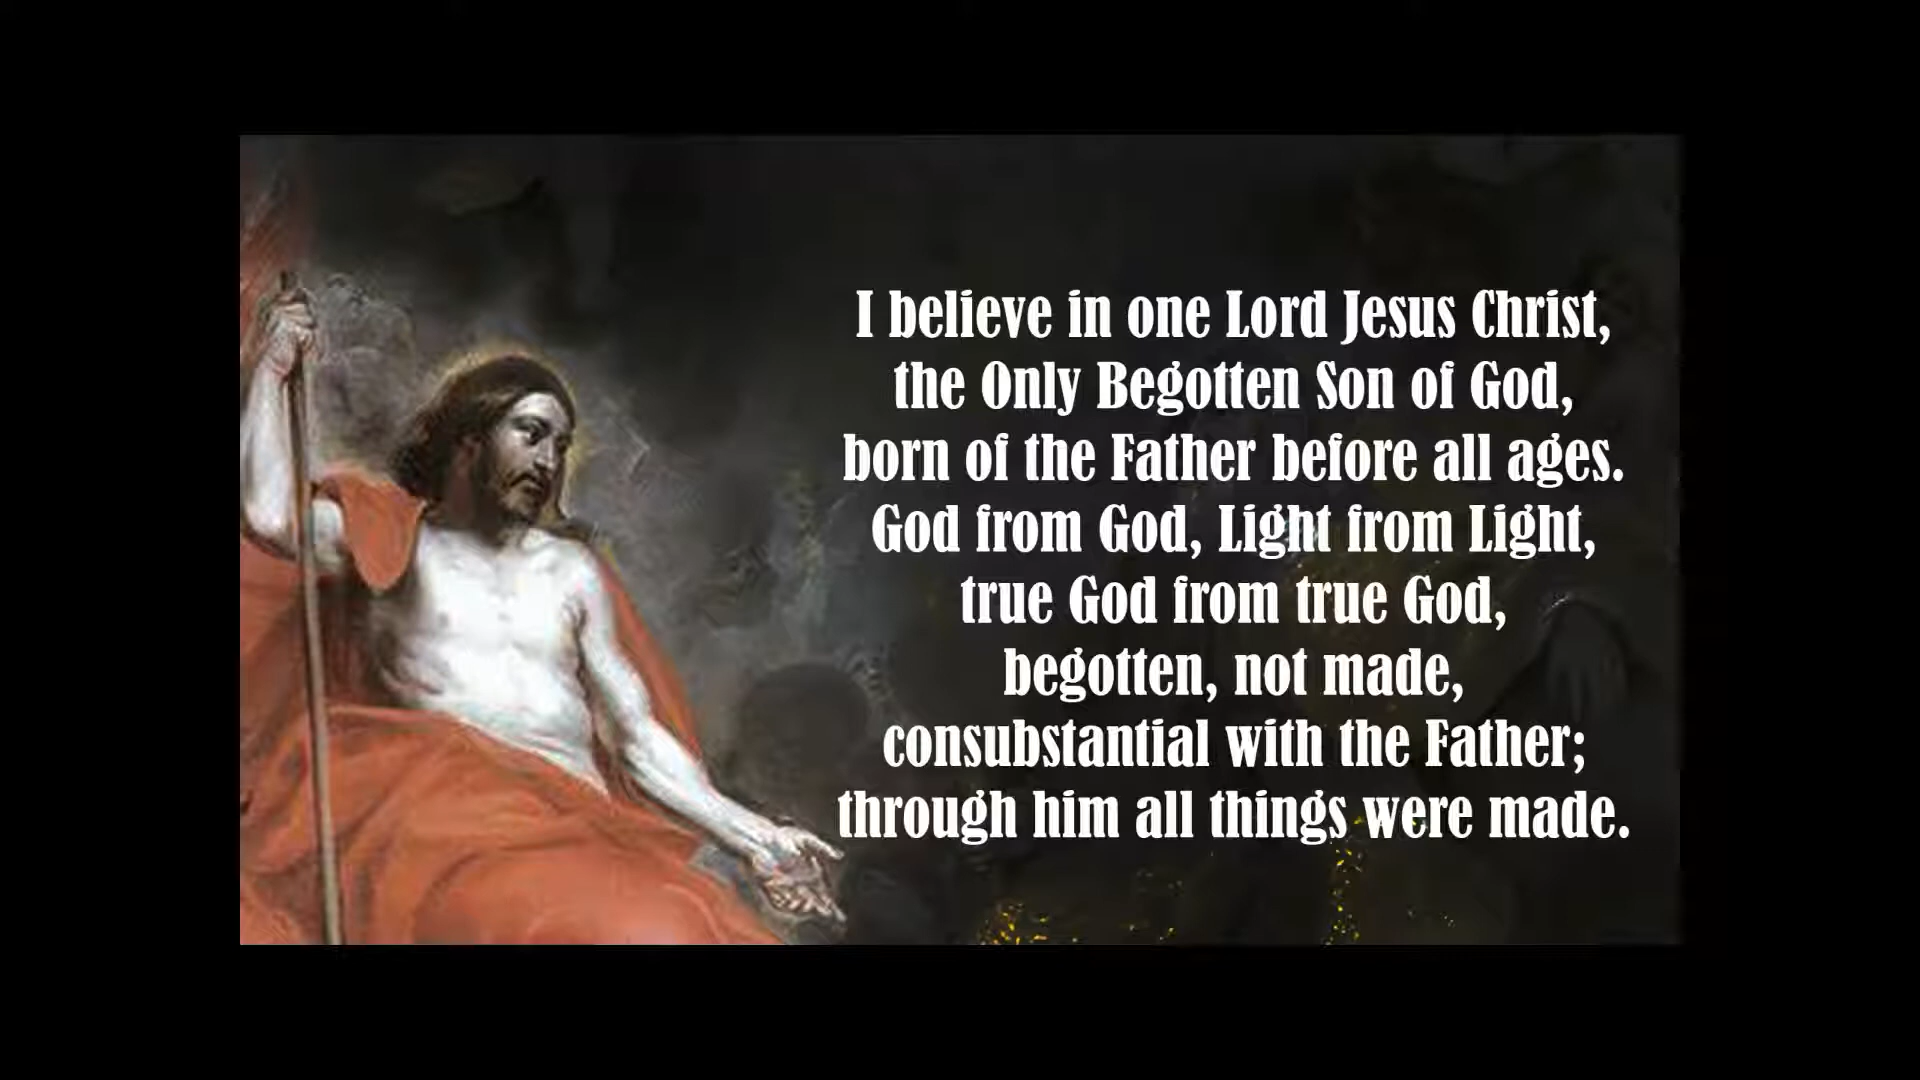 I believe in one Lord Jesus Christ,
the Only Begotten Son of God,
born of the Father before all ages.
God from God, Light from Light,
true God from true God,
begotten, not made,
consubstantial with the Father;
through him all things were made.